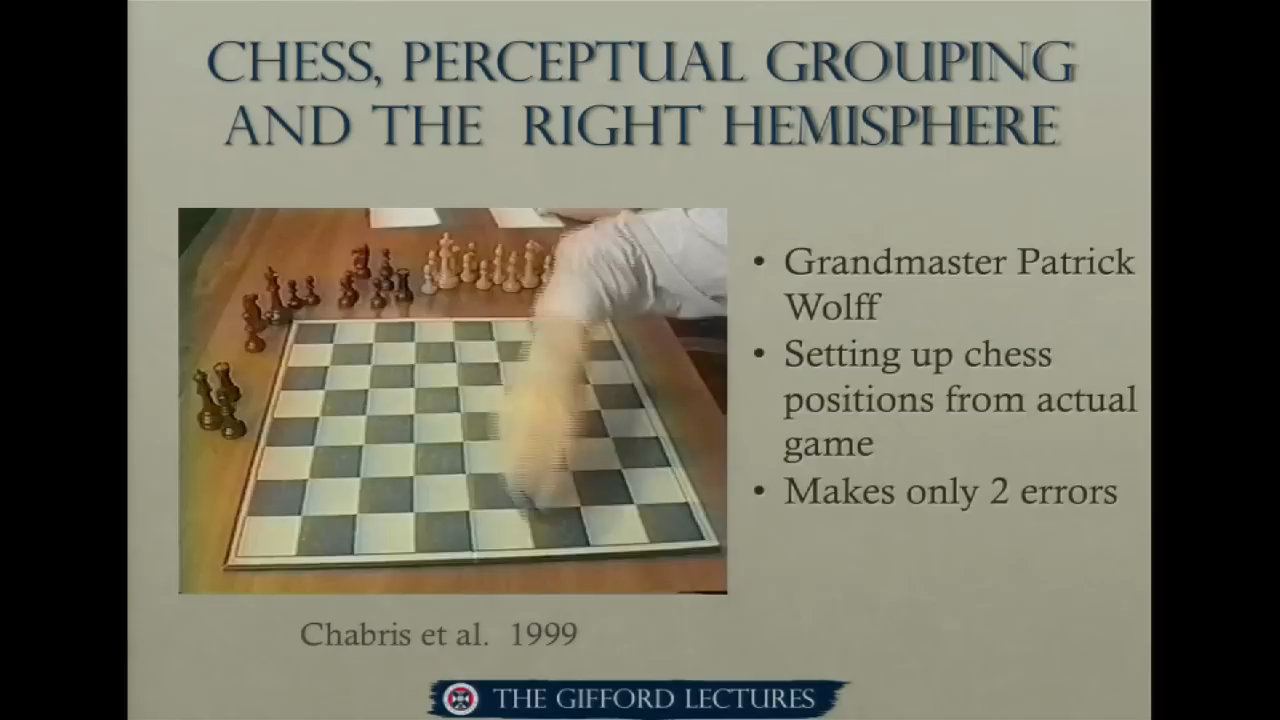 CHESS, PERCEPTUAL GROUPING
AND THE RIGHT HEMISPHERE
• Grandmaster Patrick
Wolff
• Setting up chess
positions from actual
game
• Makes only 2 errors
Chabris et al. 1999
THE GIFFORD LECTURES